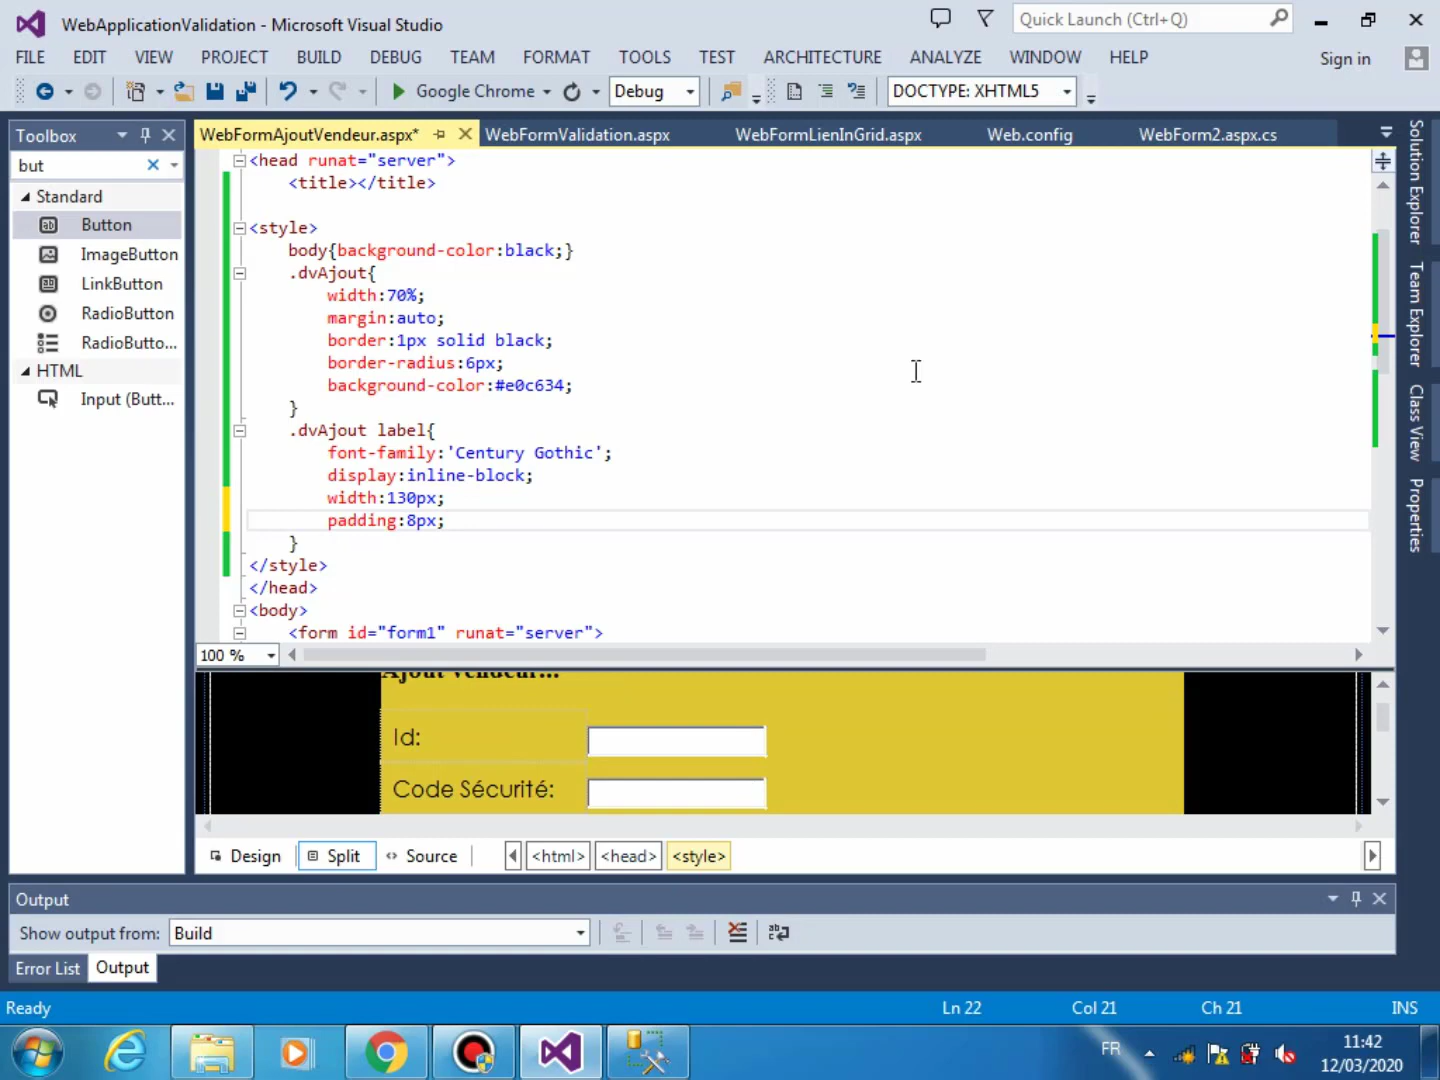 WebApplicationValidation - Microsoft Visual Studio
Quick Launch (Ctrl+Q)
FILE EDIT VIEW PROJECT BUILD DEBUG TEAM FORMAT TOOLS TEST ARCHITECTURE ANALYZE WINDOW HELP Sign in
Google Chrome Debug DOCTYPE: XHTML5
Toolbox
WebFormAjoutVendeur.aspx* WebFormValidation.aspx WebFormLienInGrid.aspx Web.config WebForm2.aspx.cs
but
Standard
Button
ImageButton
LinkButton
RadioButton
RadioButto...
HTML
Input (Butt...
<head runat="server">
<title></title>
<style>
body{background-color:black;}
.dvAjout{
width:70%;
margin:auto;
border:1px solid black;
border-radius:6px;
background-color:#e0c634;
}
.dvAjout label{
font-family:'Century Gothic';
display:inline-block;
width:130px;
padding:8px;
}
</style>
</head>
<body>
<form id="form1" runat="server">
100 %
Ajout vendeur...
Id:
Code Sécurité:
Design Split Source <html> <head> <style>
Solution Explorer
Team Explorer
Class View
Properties
Output
Show output from: Build
Error List Output
Ready Ln 22 Col 21 Ch 21 INS
FR
11:42
12/03/2020